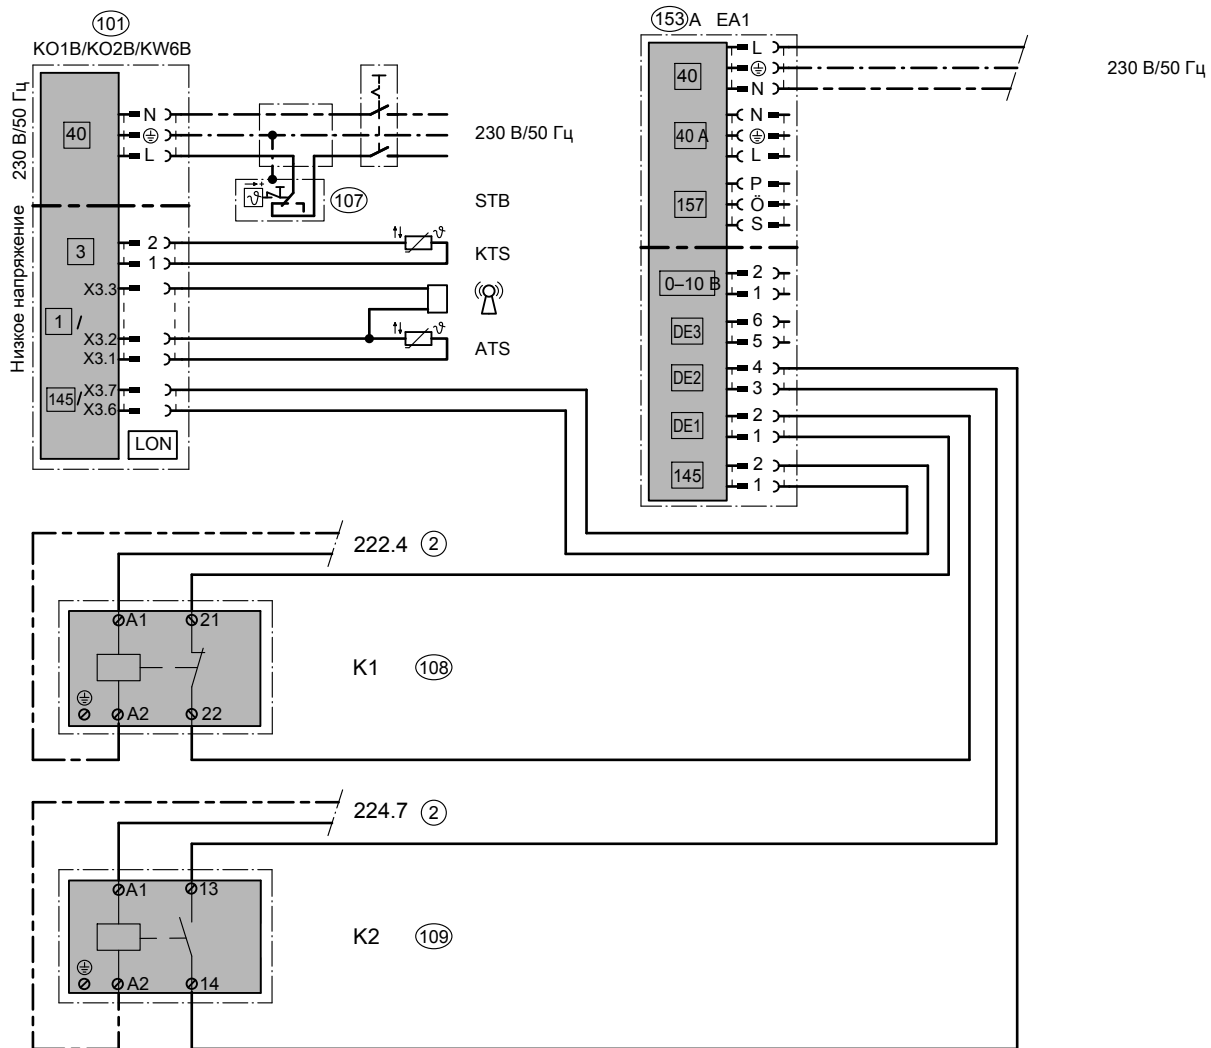 101
KO1B/KO2B/KW6B
230 В/50 Гц
Низкое напряжение
40
N
L
230 В/50 Гц
107
STB
3
2
1
KTS
X3.3
1 /
X3.2
X3.1
ATS
145/
X3.7
X3.6
LON
153 A EA1
40
L
N
230 В/50 Гц
40 A
N
L
157
P
Ö
S
0–10 В
2
1
DE3
6
5
DE2
4
3
DE1
2
1
145
2
1
222.4 2
A1
21
K1 108
A2
22
224.7 2
A1
13
K2 109
A2
14